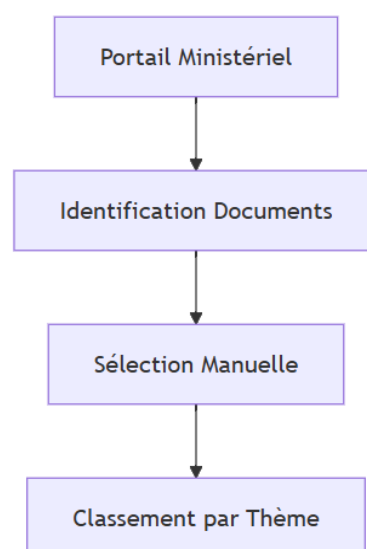 Portail Ministériel
Identification Documents
Sélection Manuelle
Classement par Thème